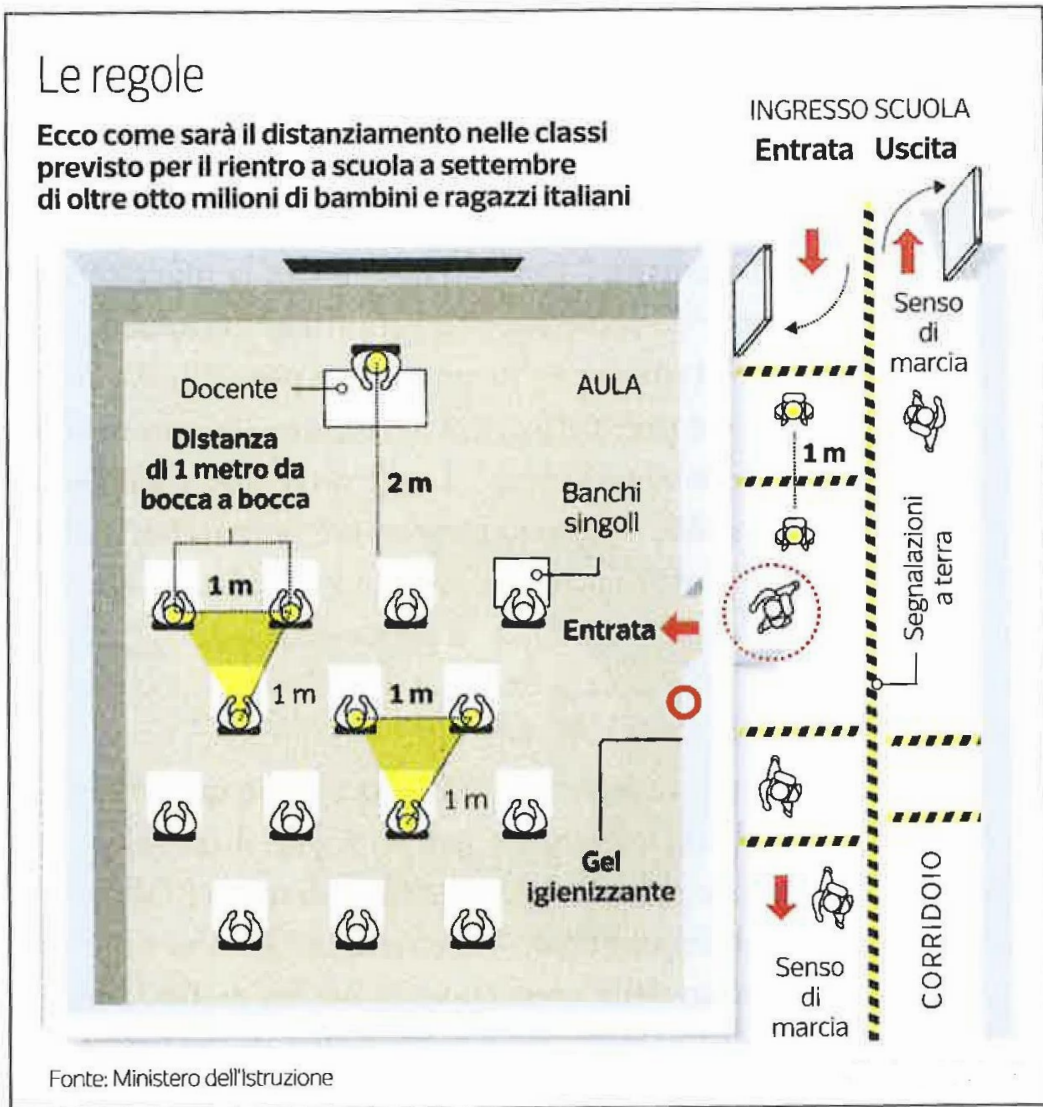 Le regole
Ecco come sarà il distanziamento nelle classi
previsto per il rientro a scuola a settembre
di oltre otto milioni di bambini e ragazzi italiani
INGRESSO SCUOLA
Entrata
Uscita
Docente
AULA
Distanza
di 1 metro da
bocca a bocca
2 m
Banchi
singoli
1 m
1 m
1 m
1 m
Entrata
Gel
igienizzante
Senso
di
marcia
1 m
Segnalazioni
a terra
CORRIDOIO
Senso
di
marcia
Fonte: Ministero dell'Istruzione